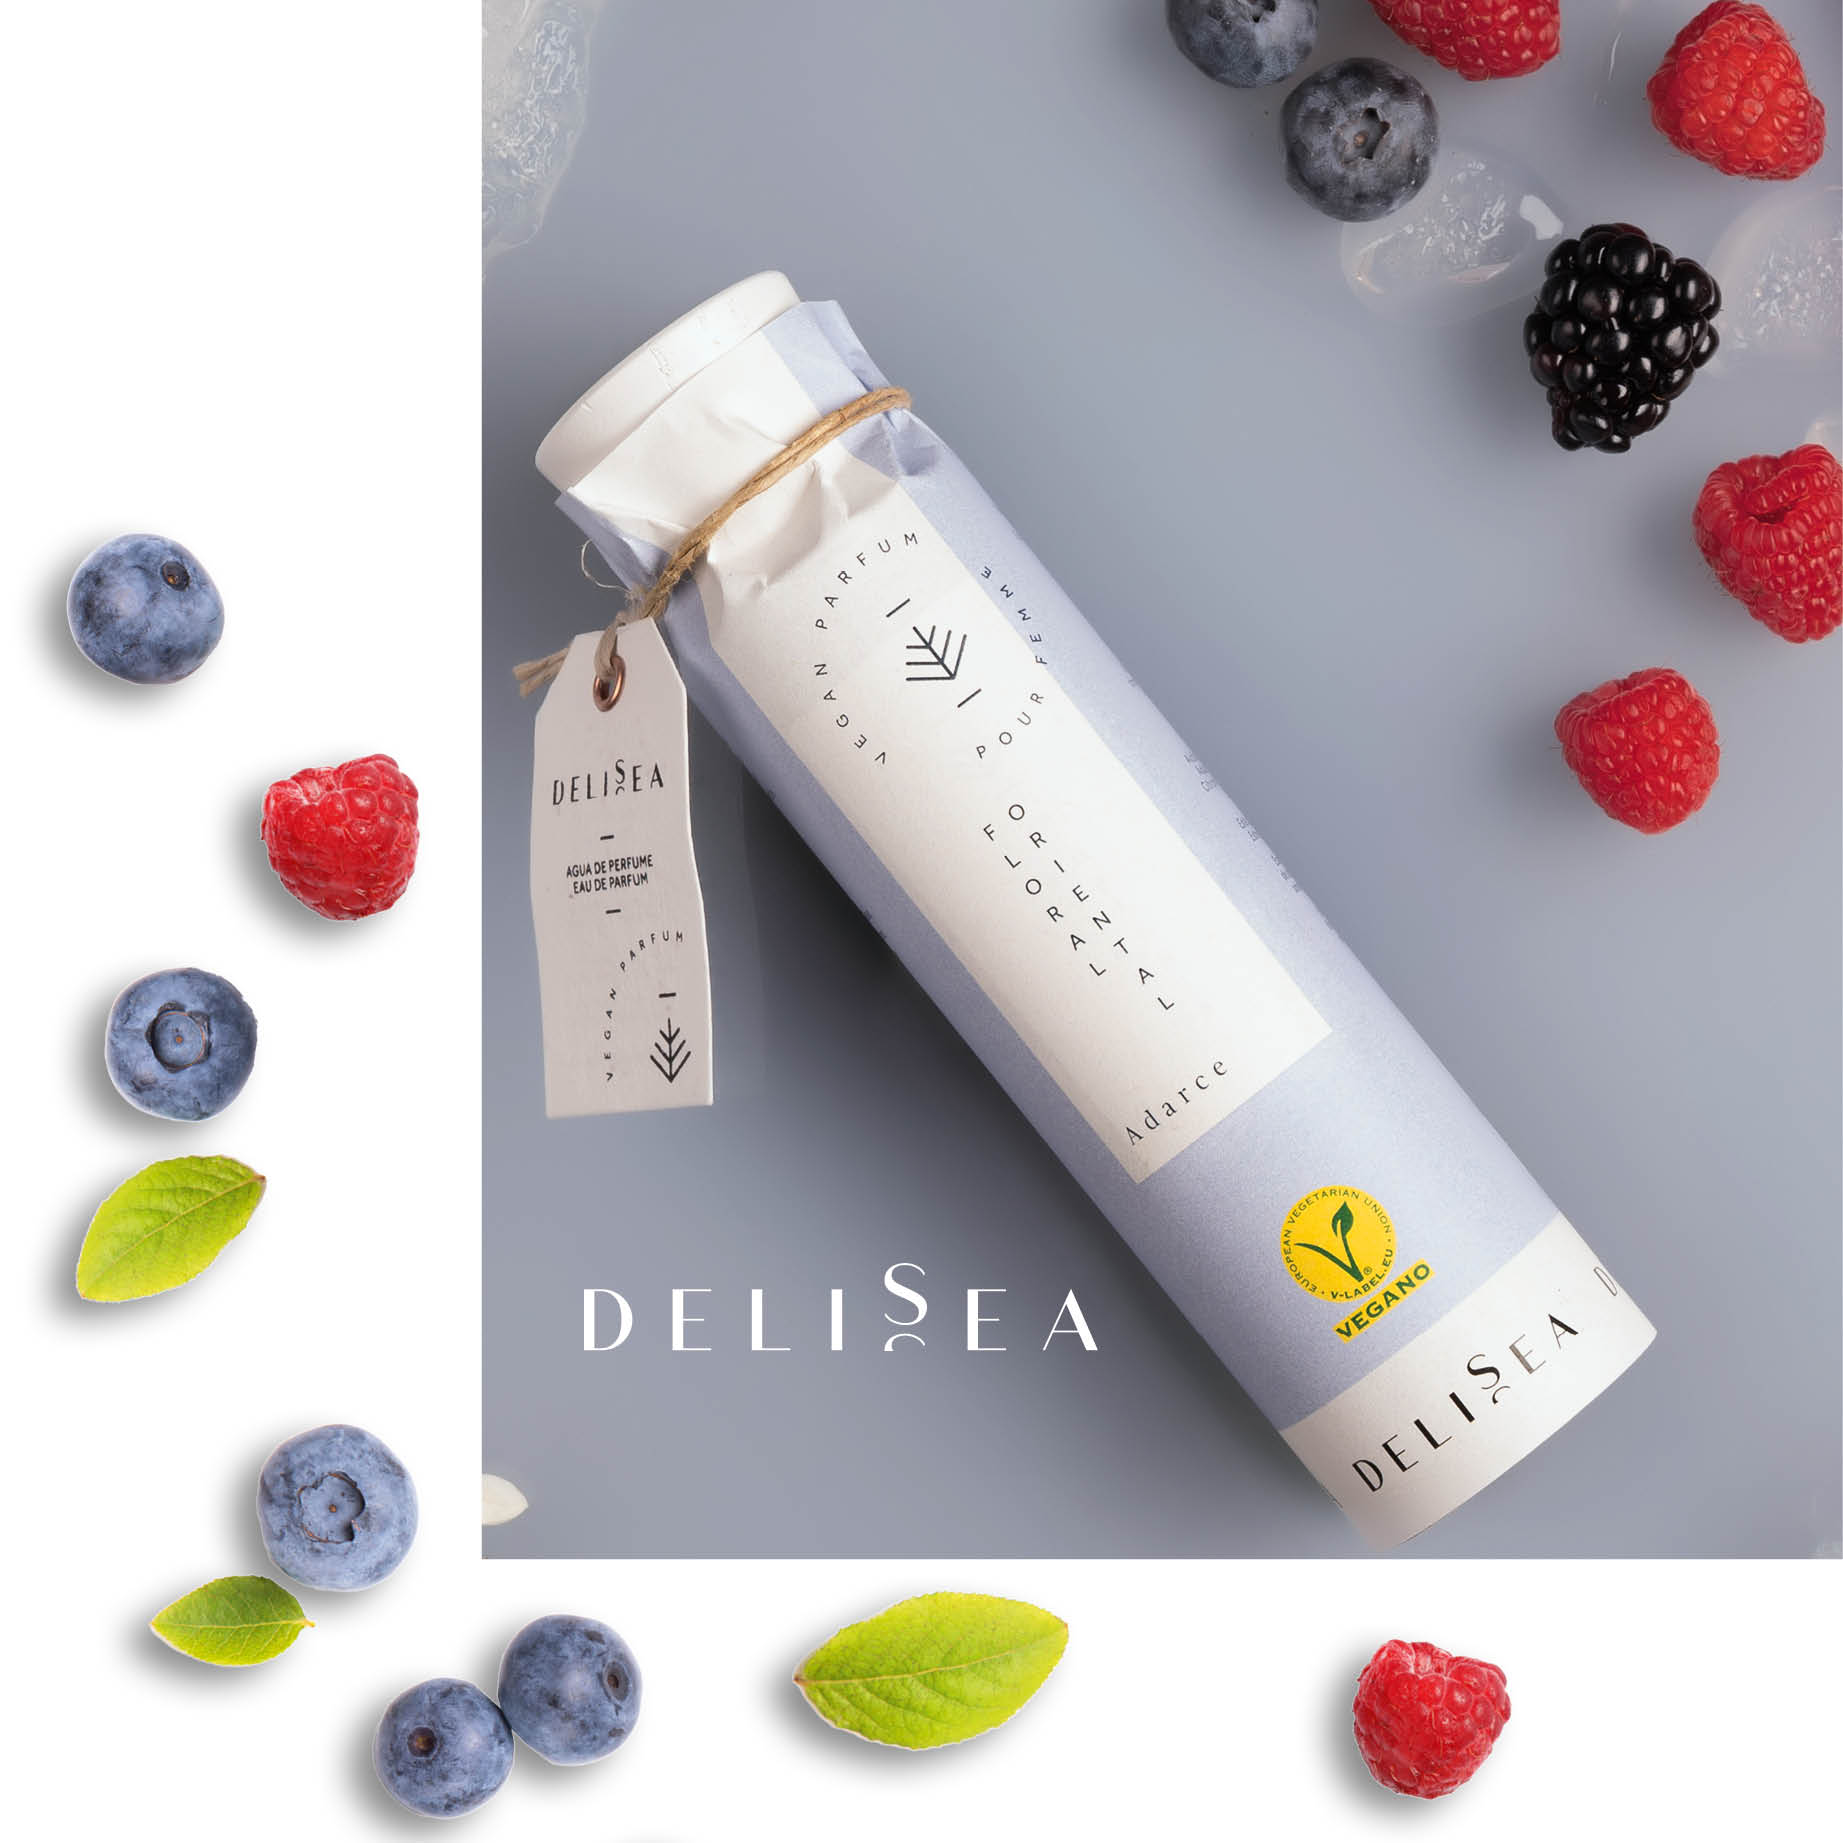 VEGAN PARFUM
POUR FEMME
FLORAL
ORIENTAL
Adarce
DELISEA
AGUA DE PERFUME
EAU DE PARFUM
VEGAN PARFUM
EUROPEAN VEGETARIAN UNION
V-LABEL.EU
VEGANO
DELISEA
DELISEA